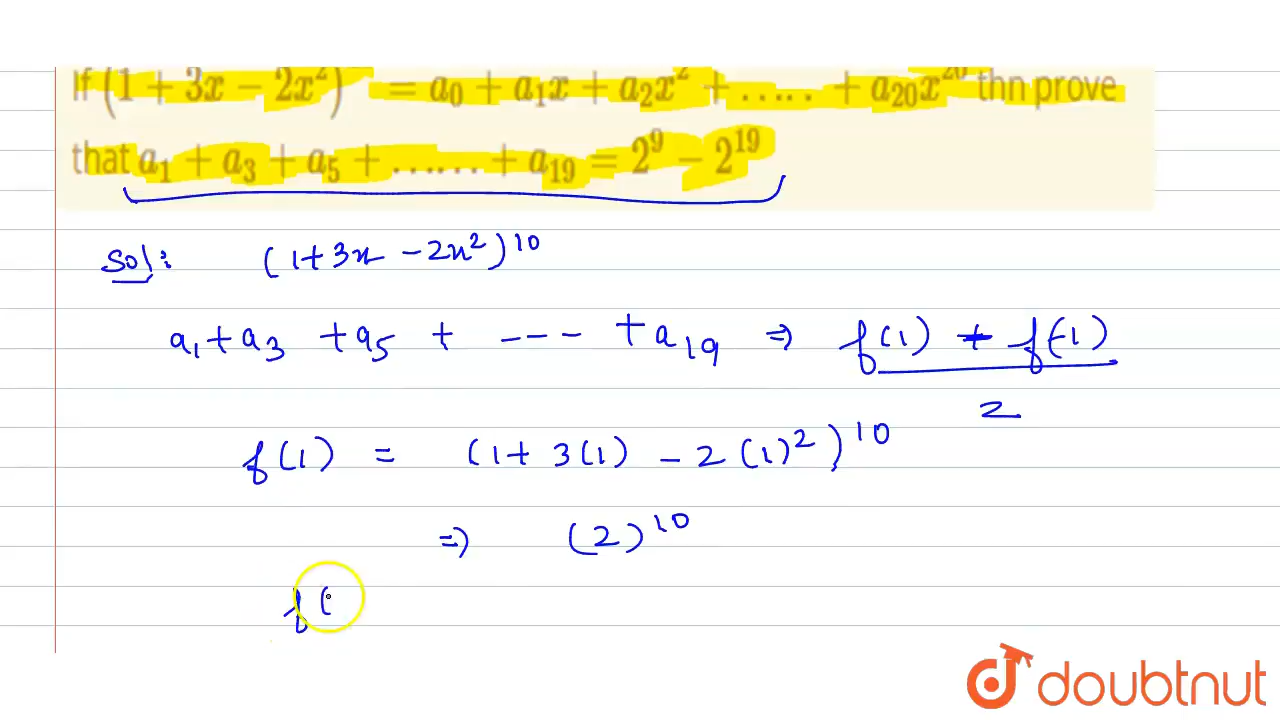 If (1 + 3x − 2x²) = a₀ + a₁x + a₂x² + ..... + a₂₀x²⁰ thn prove
that a₁ + a₃ + a₅ + ...... + a₁₉ = 2⁹ − 2¹⁹
Sol: (1+3x −2x²)¹⁰
a₁+a₃ +a₅ + --- +a₁₉ ⇒ f(1) - f(-1) / 2
f(1) = (1+ 3(1) − 2(1)²)¹⁰
⇒ (2)¹⁰
f(
doubtnut